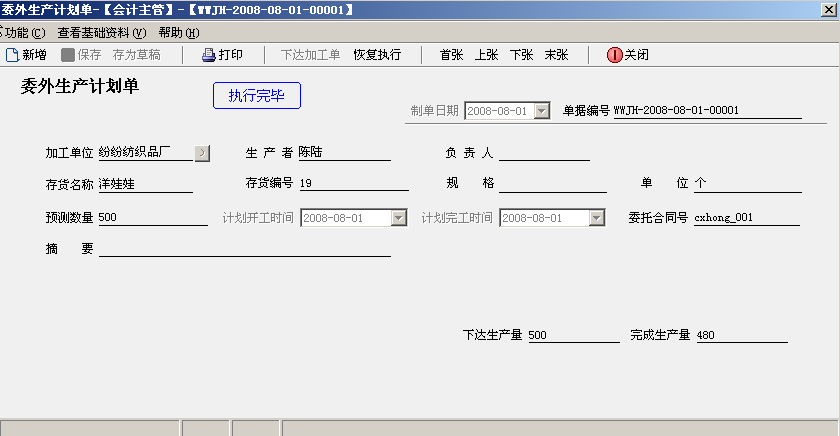 委外生产计划单-【会计主管】-【WWJH-2008-08-01-00001】
功能(C) 查看基础资料(V) 帮助(H)
新增 保存 存为草稿 打印 下达加工单 恢复执行 首张 上张 下张 末张 关闭
委外生产计划单
执行完毕
制单日期 2008-08-01 单据编号 WWJH-2008-08-01-00001
加工单位 纷纷纺织品厂 生 产 者 陈陆 负 责 人
存货名称 洋娃娃 存货编号 19 规 格 单 位 个
预测数量 500 计划开工时间 2008-08-01 计划完工时间 2008-08-01 委托合同号 cxhong_001
摘 要
下达生产量 500 完成生产量 480